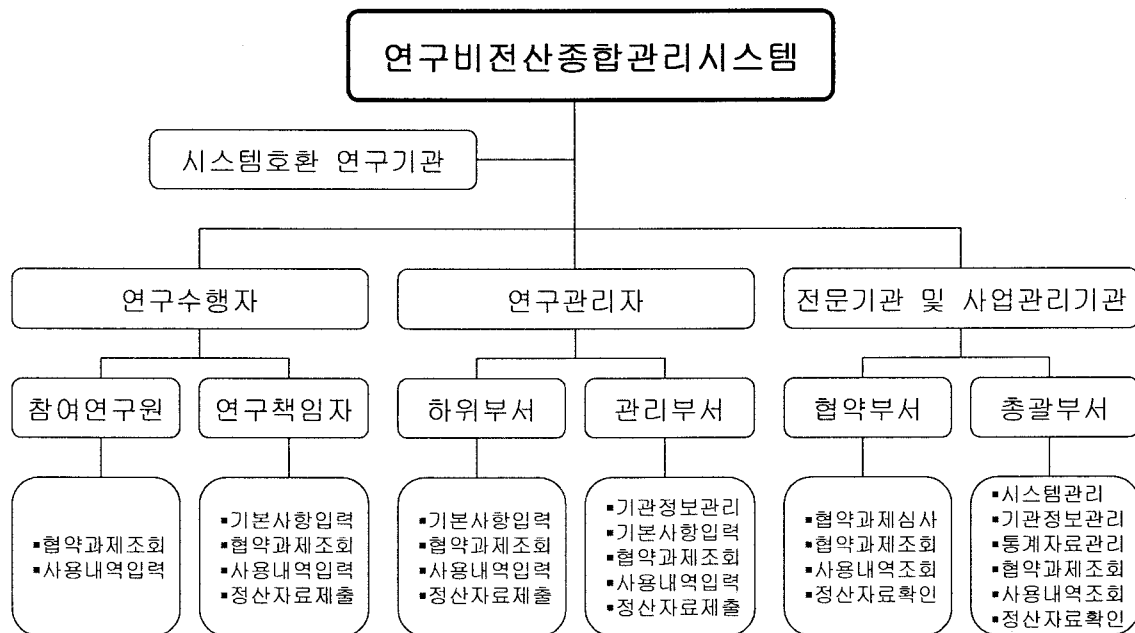 연구비전산종합관리시스템
시스템호환 연구기관
연구수행자
연구관리자
전문기관 및 사업관리기관
참여연구원
연구책임자
하위부서
관리부서
협약부서
총괄부서
▪협약과제조회
▪사용내역입력
▪기본사항입력
▪협약과제조회
▪사용내역입력
▪정산자료제출
▪기본사항입력
▪협약과제조회
▪사용내역입력
▪정산자료제출
▪기관정보관리
▪기본사항입력
▪협약과제조회
▪사용내역입력
▪정산자료제출
▪협약과제심사
▪협약과제조회
▪사용내역조회
▪정산자료확인
▪시스템관리
▪기관정보관리
▪통계자료관리
▪협약과제조회
▪사용내역조회
▪정산자료확인